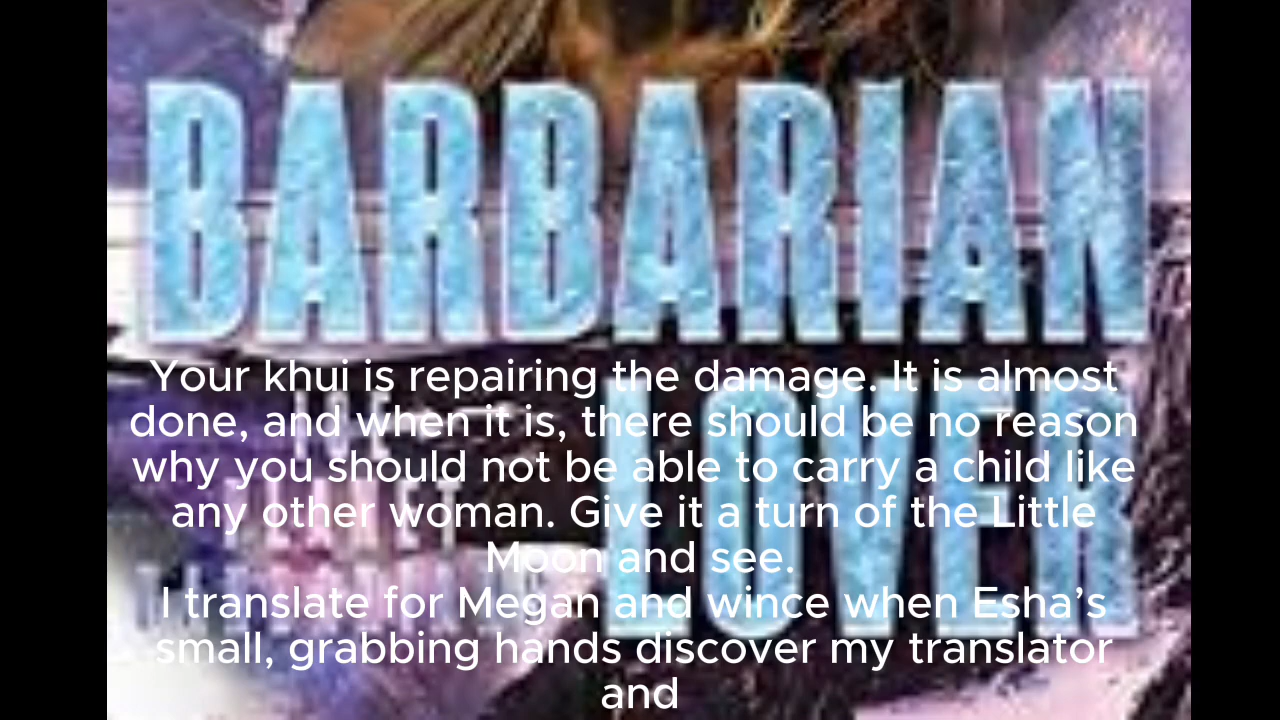 BARBARIAN
Your khui is repairing the damage. It is almost
done, and when it is, there should be no reason
why you should not be able to carry a child like
any other woman. Give it a turn of the Little
Moon and see.
I translate for Megan and wince when Esha’s
small, grabbing hands discover my translator
and
LOVER
ICE
PLANET